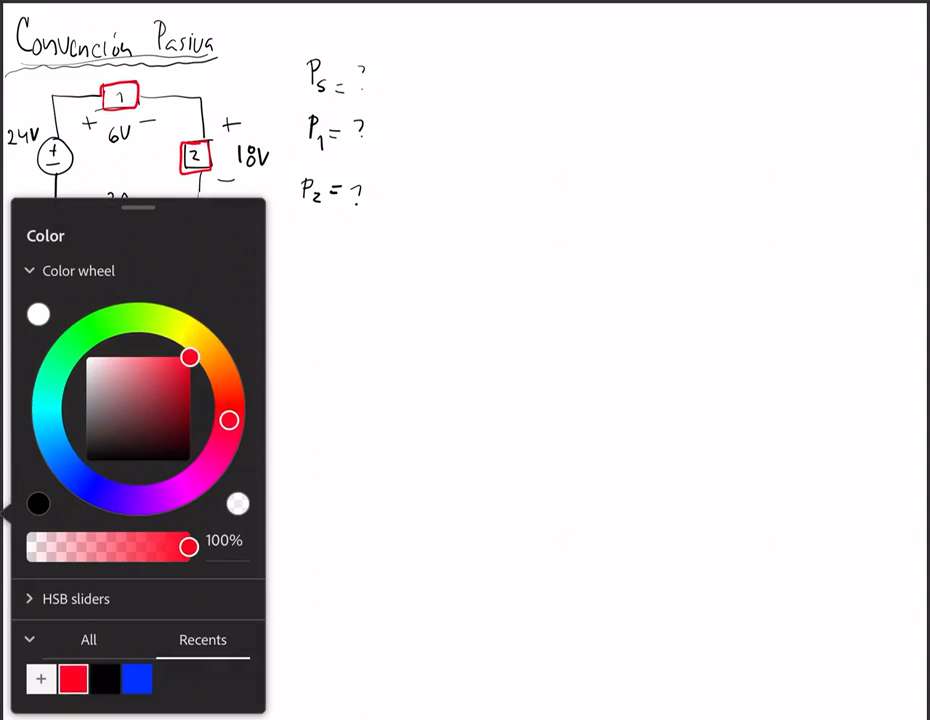 Convención Pasiva
Ps = ?
1
+ 6V -
P1 = ?
24V
+
-
2
+
18V
-
P2 = ?
Color
Color wheel
100%
HSB sliders
All Recents
+